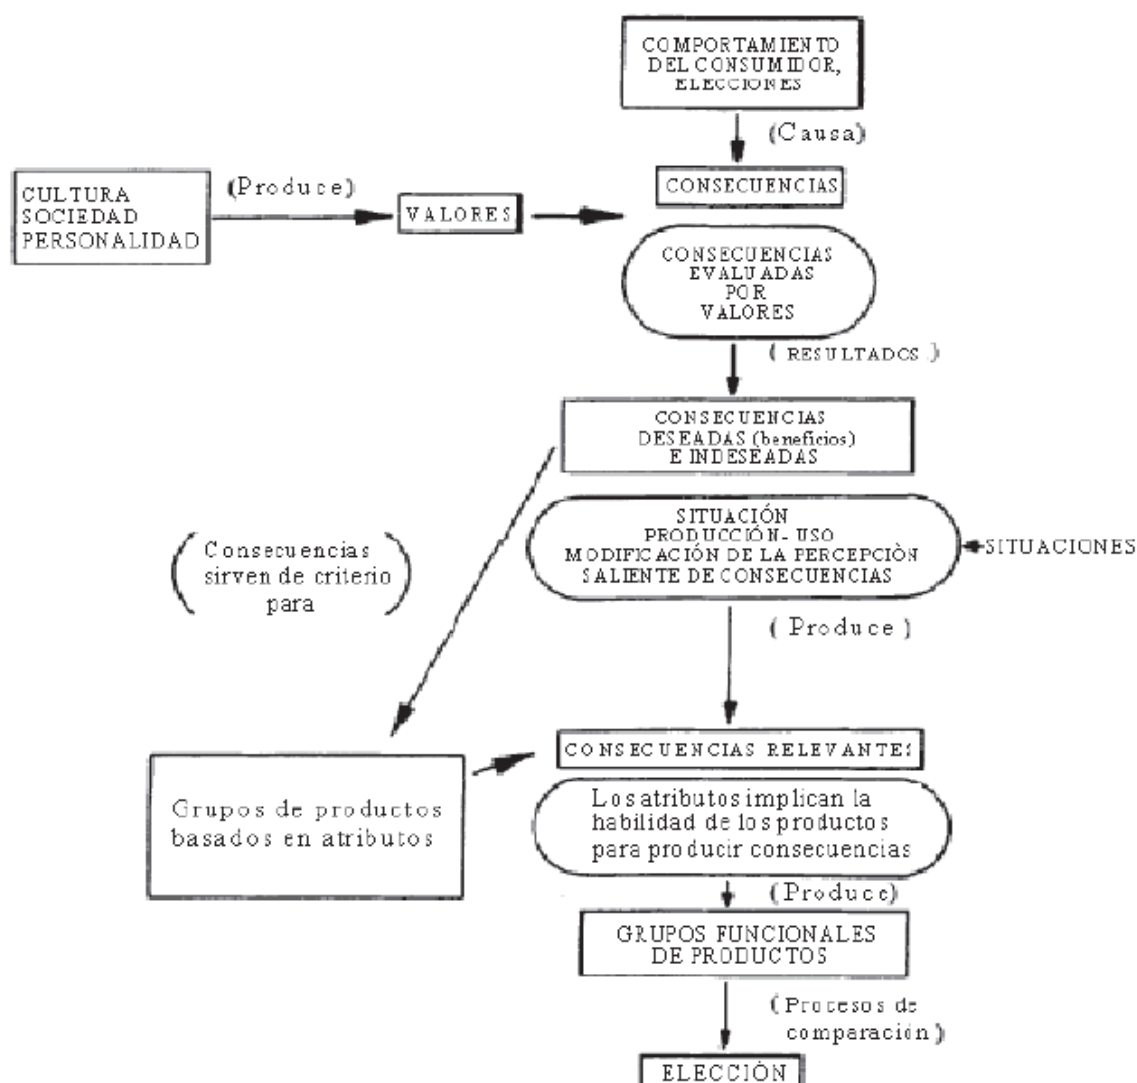 COMPORTAMIENTO
DEL CONSUMIDOR,
ELECCIONES
(Causa)
CONSECUENCIAS
CULTURA
SOCIEDAD
PERSONALIDAD
(Produce)
VALORES
CONSECUENCIAS
EVALUADAS
POR
VALORES
( RESULTADOS )
CONSECUENCIAS
DESEADAS (beneficios)
E INDESEADAS
SITUACIÓN
PRODUCCIÓN- USO
MODIFICACIÓN DE LA PERCEPCIÒN
SALIENTE DE CONSECUENCIAS
SITUACIONES
Consecuencias
sirven de criterio
para
( Produce )
CONSECUENCIAS RELEVANTES
Grupos de productos
basados en atributos
Los atributos implican la
habilidad de los productos
para producir consecuencias
(Produce)
GRUPOS FUNCIONALES
DE PRODUCTOS
(Procesos de
comparación)
ELECCIÓN